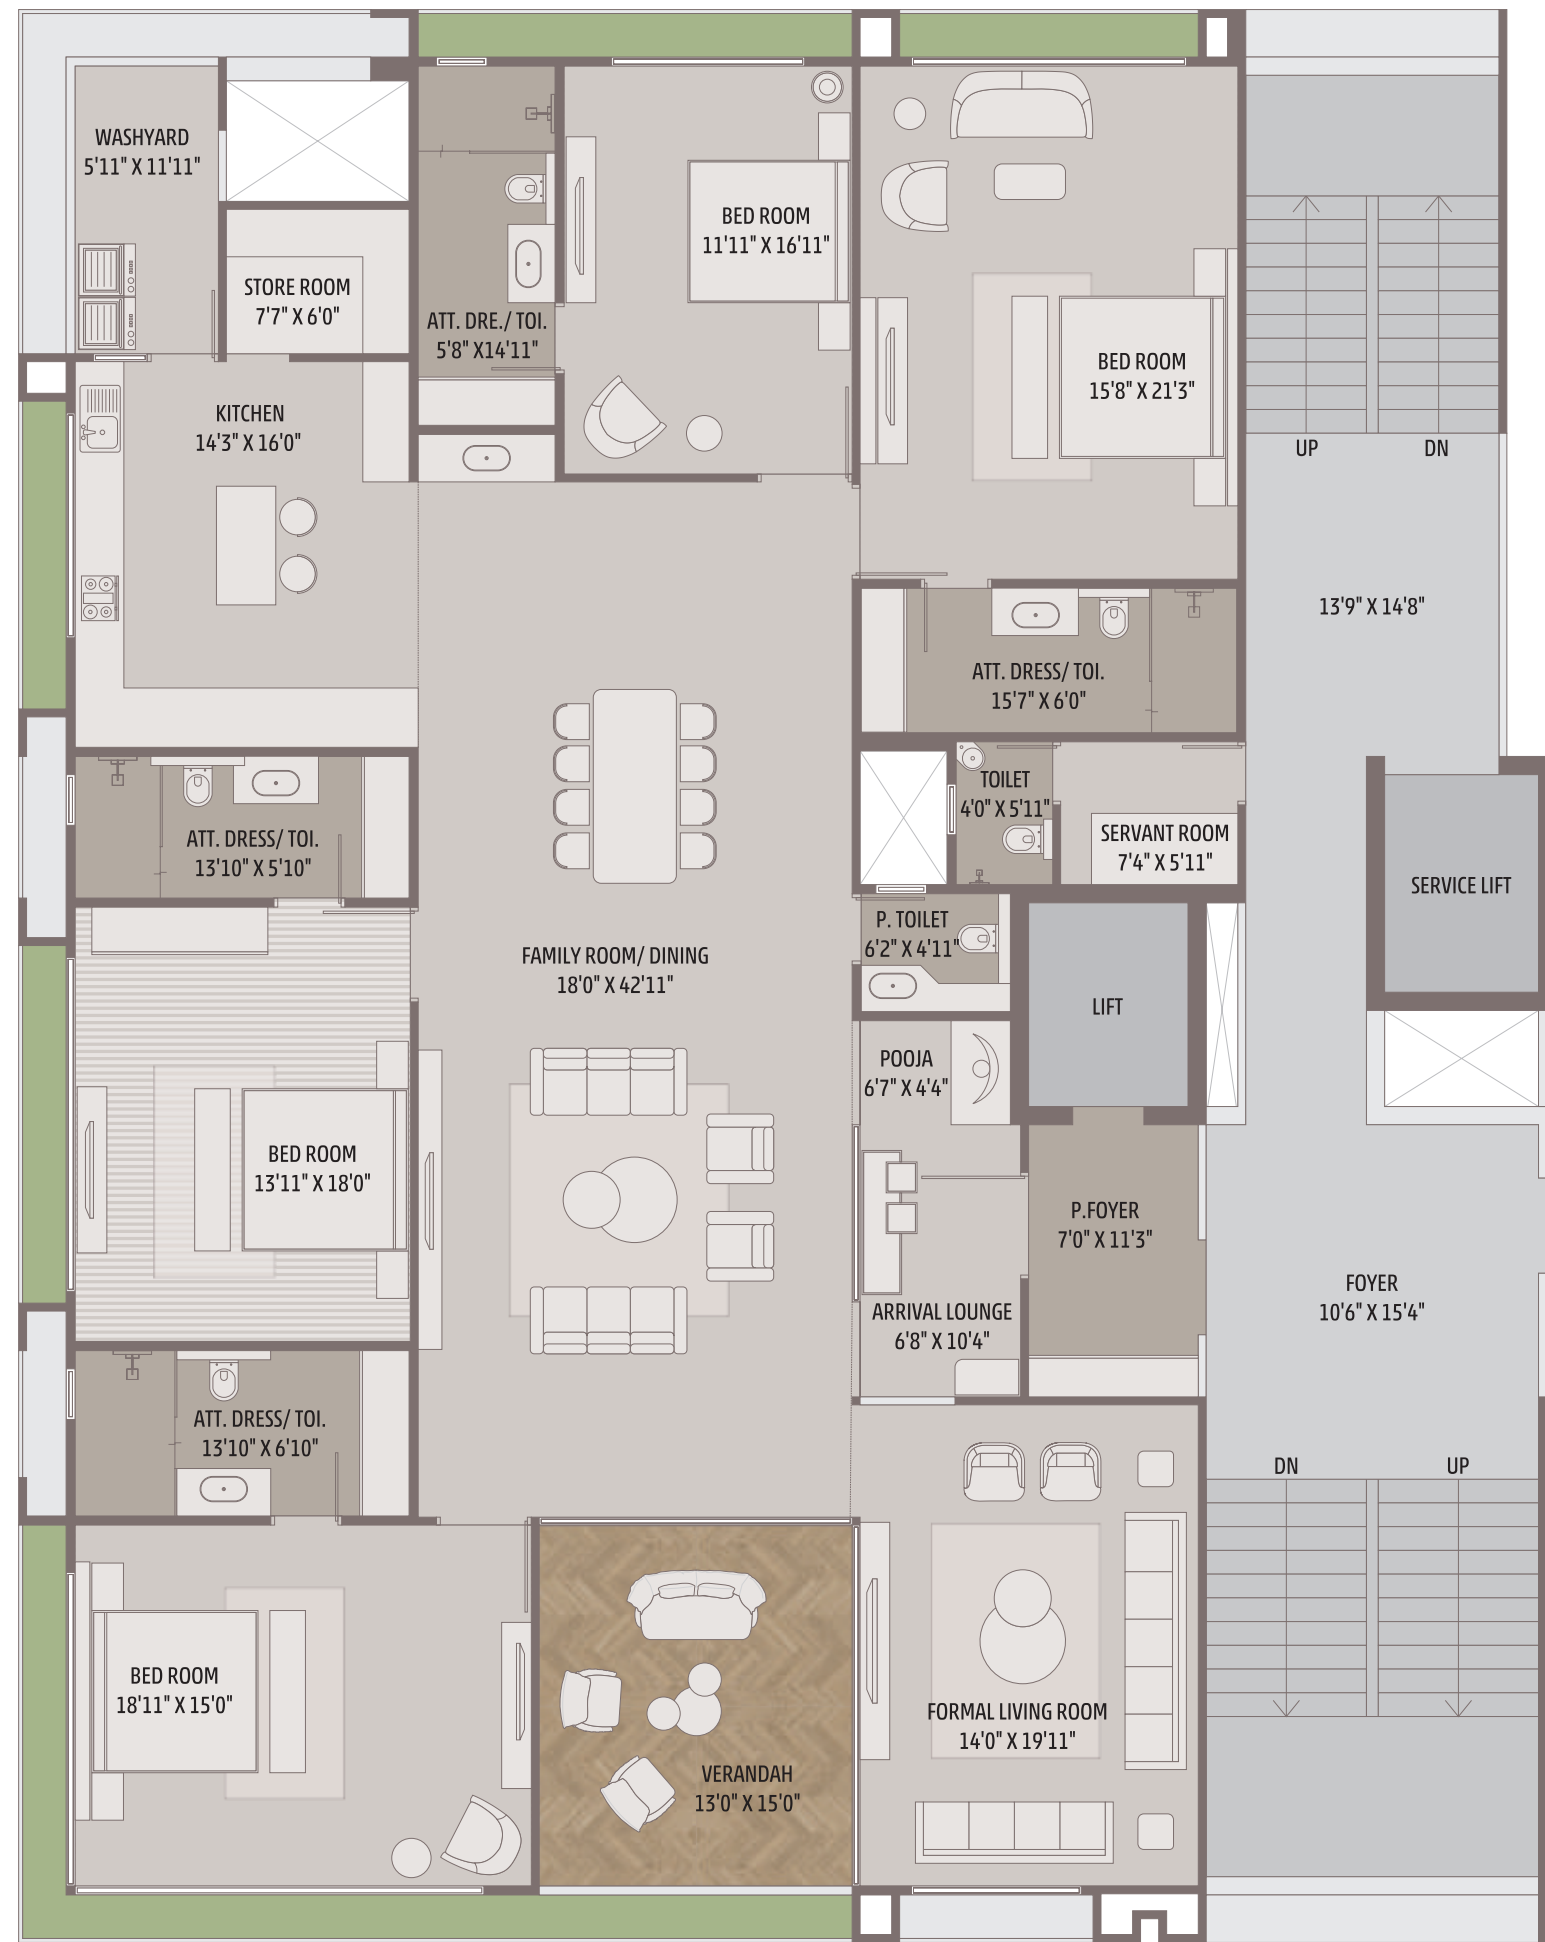 WASHYARD
5'11" X 11'11"
STORE ROOM
7'7" X 6'0"
ATT. DRE./ TOI.
5'8" X14'11"
BED ROOM
11'11" X 16'11"
BED ROOM
15'8" X 21'3"
UP
DN
KITCHEN
14'3" X 16'0"
13'9" X 14'8"
ATT. DRESS/ TOI.
15'7" X 6'0"
TOILET
4'0" X 5'11"
SERVANT ROOM
7'4" X 5'11"
SERVICE LIFT
ATT. DRESS/ TOI.
13'10" X 5'10"
P. TOILET
6'2" X 4'11"
FAMILY ROOM/ DINING
18'0" X 42'11"
LIFT
POOJA
6'7" X 4'4"
BED ROOM
13'11" X 18'0"
P.FOYER
7'0" X 11'3"
ARRIVAL LOUNGE
6'8" X 10'4"
FOYER
10'6" X 15'4"
ATT. DRESS/ TOI.
13'10" X 6'10"
DN
UP
BED ROOM
18'11" X 15'0"
FORMAL LIVING ROOM
14'0" X 19'11"
VERANDAH
13'0" X 15'0"